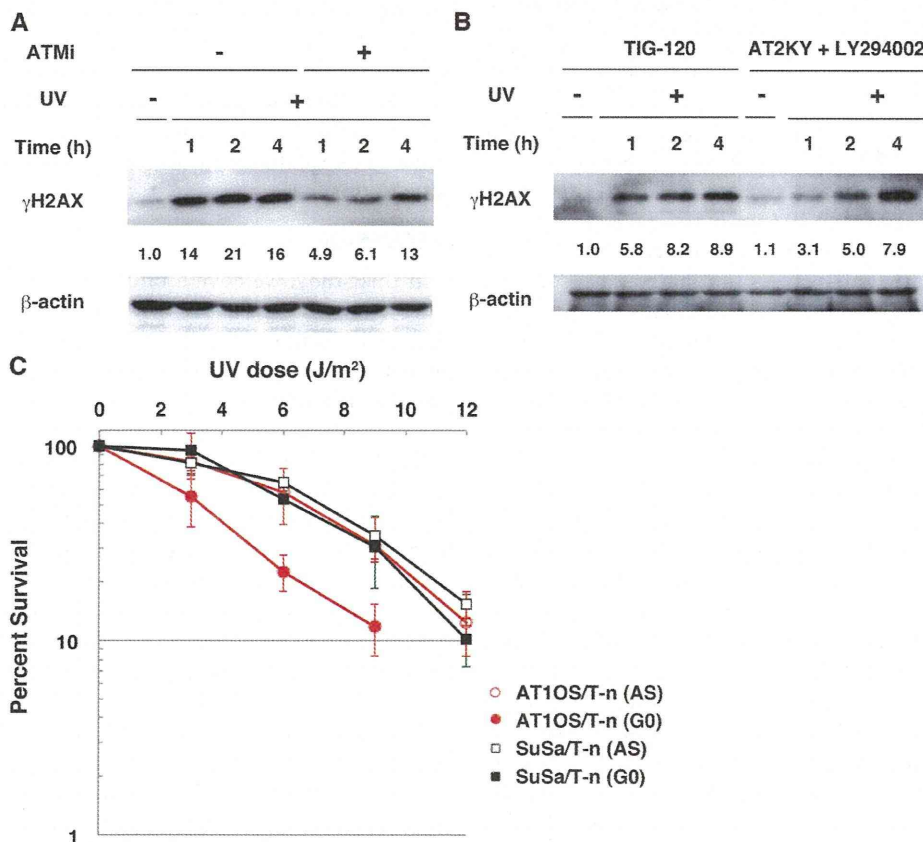 A
ATMi - +
UV - +
Time (h) 1 2 4 1 2 4
γH2AX
1.0 14 21 16 4.9 6.1 13
β-actin
B
TIG-120 AT2KY + LY294002
UV - + - +
Time (h) 1 2 4 1 2 4
γH2AX
1.0 5.8 8.2 8.9 1.1 3.1 5.0 7.9
β-actin
C
UV dose (J/m²)
0 2 4 6 8 10 12
100
10
1
Percent Survival
AT1OS/T-n (AS)
AT1OS/T-n (G0)
SuSa/T-n (AS)
SuSa/T-n (G0)